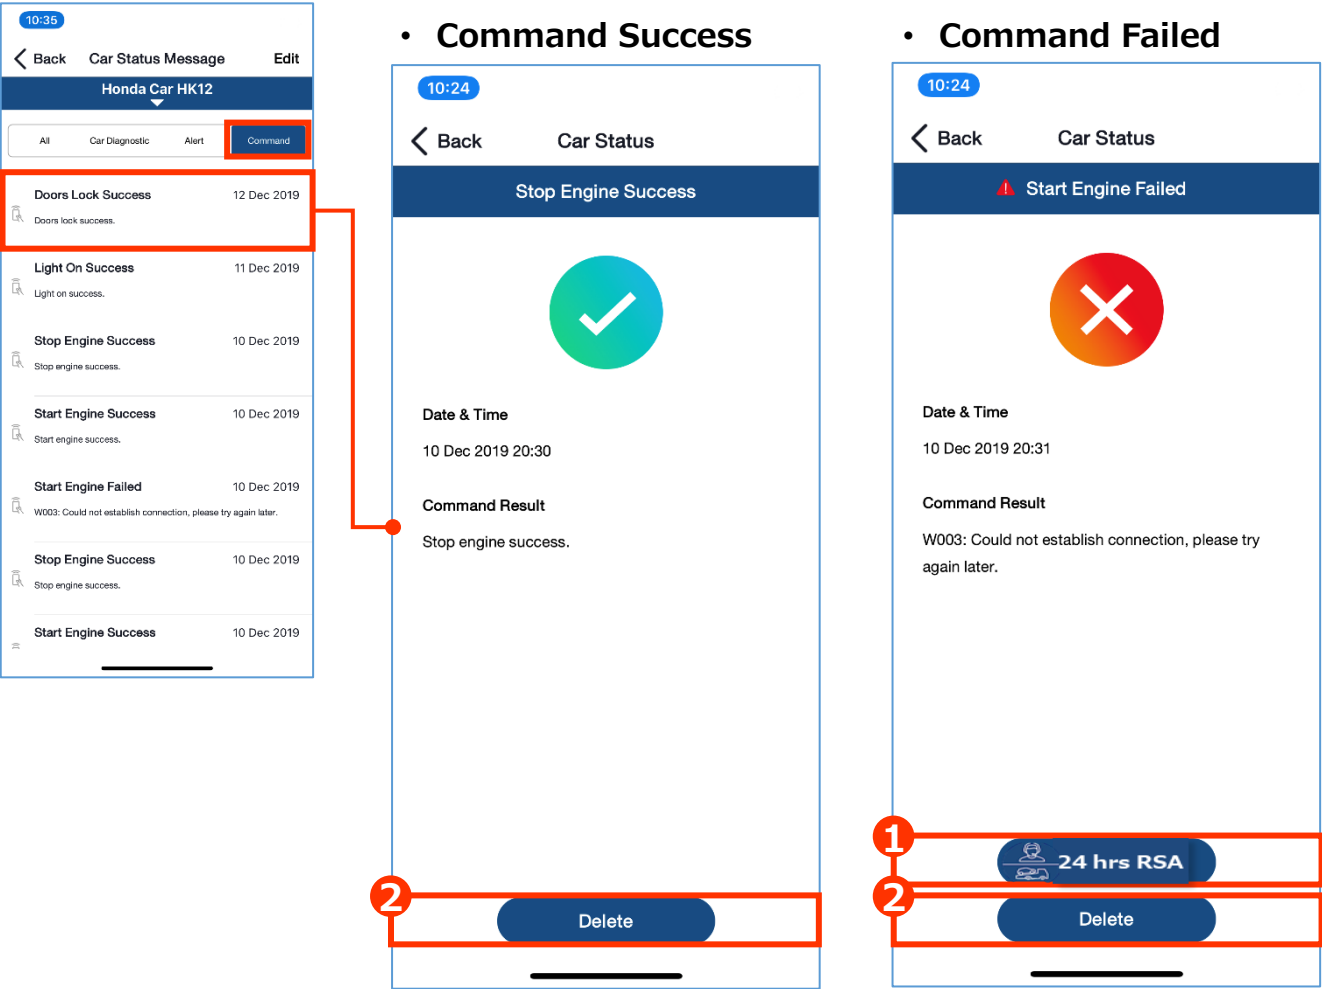 10:35
Back Car Status Message Edit
Honda Car HK12
All Car Diagnostic Alert Command
Doors Lock Success 12 Dec 2019
Doors lock success.
Light On Success 11 Dec 2019
Light on success.
Stop Engine Success 10 Dec 2019
Stop engine success.
Start Engine Success 10 Dec 2019
Start engine success.
Start Engine Failed 10 Dec 2019
W003: Could not establish connection, please try again later.
Stop Engine Success 10 Dec 2019
Stop engine success.
Start Engine Success 10 Dec 2019
• Command Success
10:24
Back Car Status
Stop Engine Success
Date & Time
10 Dec 2019 20:30
Command Result
Stop engine success.
2
Delete
• Command Failed
10:24
Back Car Status
Start Engine Failed
Date & Time
10 Dec 2019 20:31
Command Result
W003: Could not establish connection, please try
again later.
1
24 hrs RSA
2
Delete